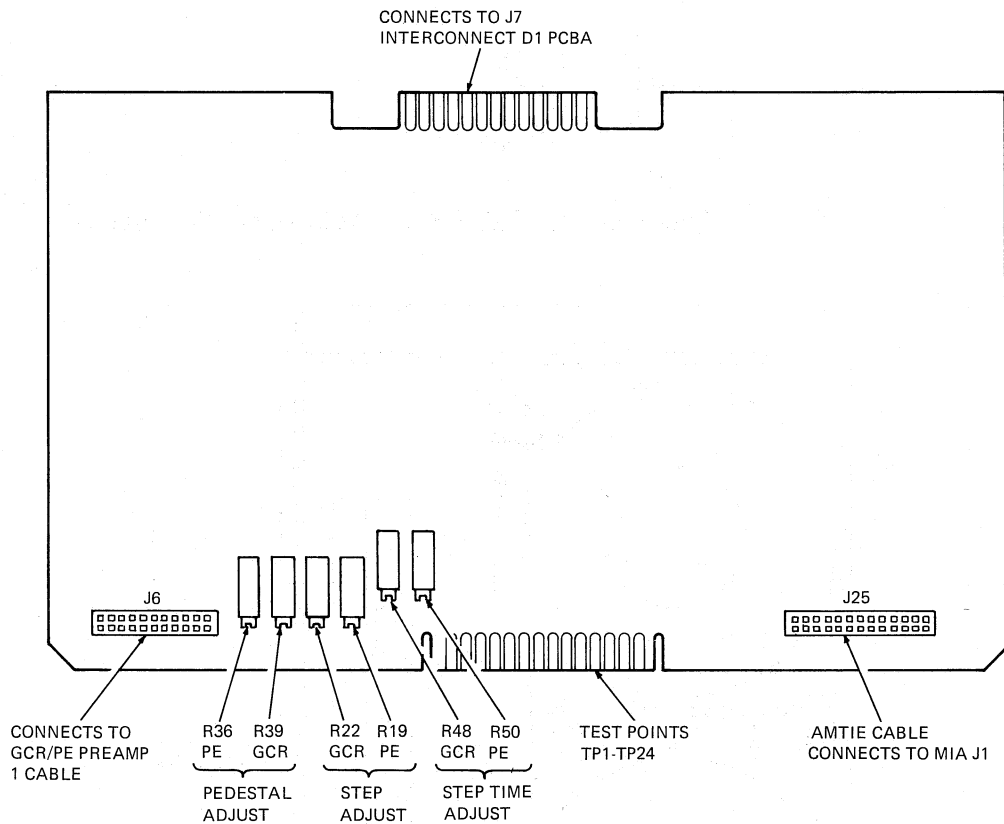 CONNECTS TO J7
INTERCONNECT D1 PCBA
J6
J25
CONNECTS TO
GCR/PE PREAMP
1 CABLE
R36
PE
R39
GCR
PEDESTAL
ADJUST
R22
GCR
R19
PE
STEP
ADJUST
R48
GCR
R50
PE
STEP TIME
ADJUST
TEST POINTS
TP1-TP24
AMTIE CABLE
CONNECTS TO MIA J1